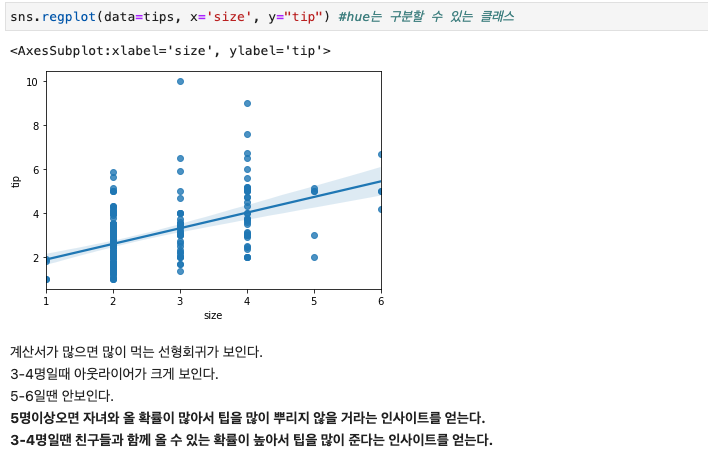 sns.regplot(data=tips, x='size', y="tip") #hue는 구분할 수 있는 클래스
<AxesSubplot:xlabel='size', ylabel='tip'>
10
8
6
4
2
tip
1 2 3 4 5 6
size
계산서가 많으면 많이 먹는 선형회귀가 보인다.
3-4명일때 아웃라이어가 크게 보인다.
5-6일땐 안보인다.
5명이상오면 자녀와 올 확률이 많아서 팁을 많이 뿌리지 않을 거라는 인사이트를 얻는다.
3-4명일땐 친구들과 함께 올 수 있는 확률이 높아서 팁을 많이 준다는 인사이트를 얻는다.